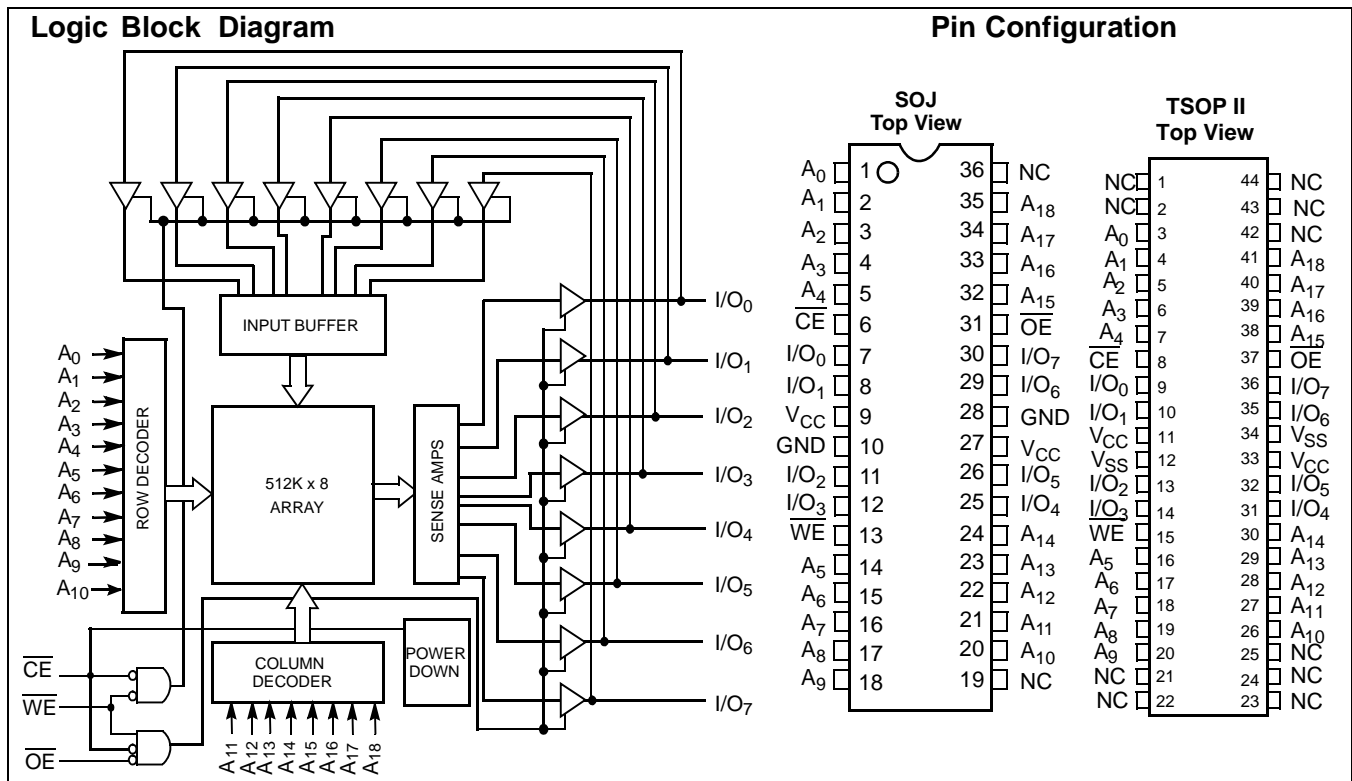 Logic Block Diagram
INPUT BUFFER
A0
A1
A2
A3
A4
A5
A6
A7
A8
A9
A10
ROW DECODER
512K x 8
ARRAY
SENSE AMPS
COLUMN
DECODER
POWER
DOWN
CE
WE
OE
A11
A12
A13
A14
A15
A16
A17
A18
I/O0
I/O1
I/O2
I/O3
I/O4
I/O5
I/O6
I/O7
Pin Configuration
SOJ
Top View
A0 1 36 NC
A1 2 35 A18
A2 3 34 A17
A3 4 33 A16
A4 5 32 A15
CE 6 31 OE
I/O0 7 30 I/O7
I/O1 8 29 I/O6
VCC 9 28 GND
GND 10 27 VCC
I/O2 11 26 I/O5
I/O3 12 25 I/O4
WE 13 24 A14
A5 14 23 A13
A6 15 22 A12
A7 16 21 A11
A8 17 20 A10
A9 18 19 NC
TSOP II
Top View
NC 1 44 NC
NC 2 43 NC
A0 3 42 NC
A1 4 41 A18
A2 5 40 A17
A3 6 39 A16
A4 7 38 A15
CE 8 37 OE
I/O0 9 36 I/O7
I/O1 10 35 I/O6
VCC 11 34 VSS
VSS 12 33 VCC
I/O2 13 32 I/O5
I/O3 14 31 I/O4
WE 15 30 A14
A5 16 29 A13
A6 17 28 A12
A7 18 27 A11
A8 19 26 A10
A9 20 25 NC
NC 21 24 NC
NC 22 23 NC